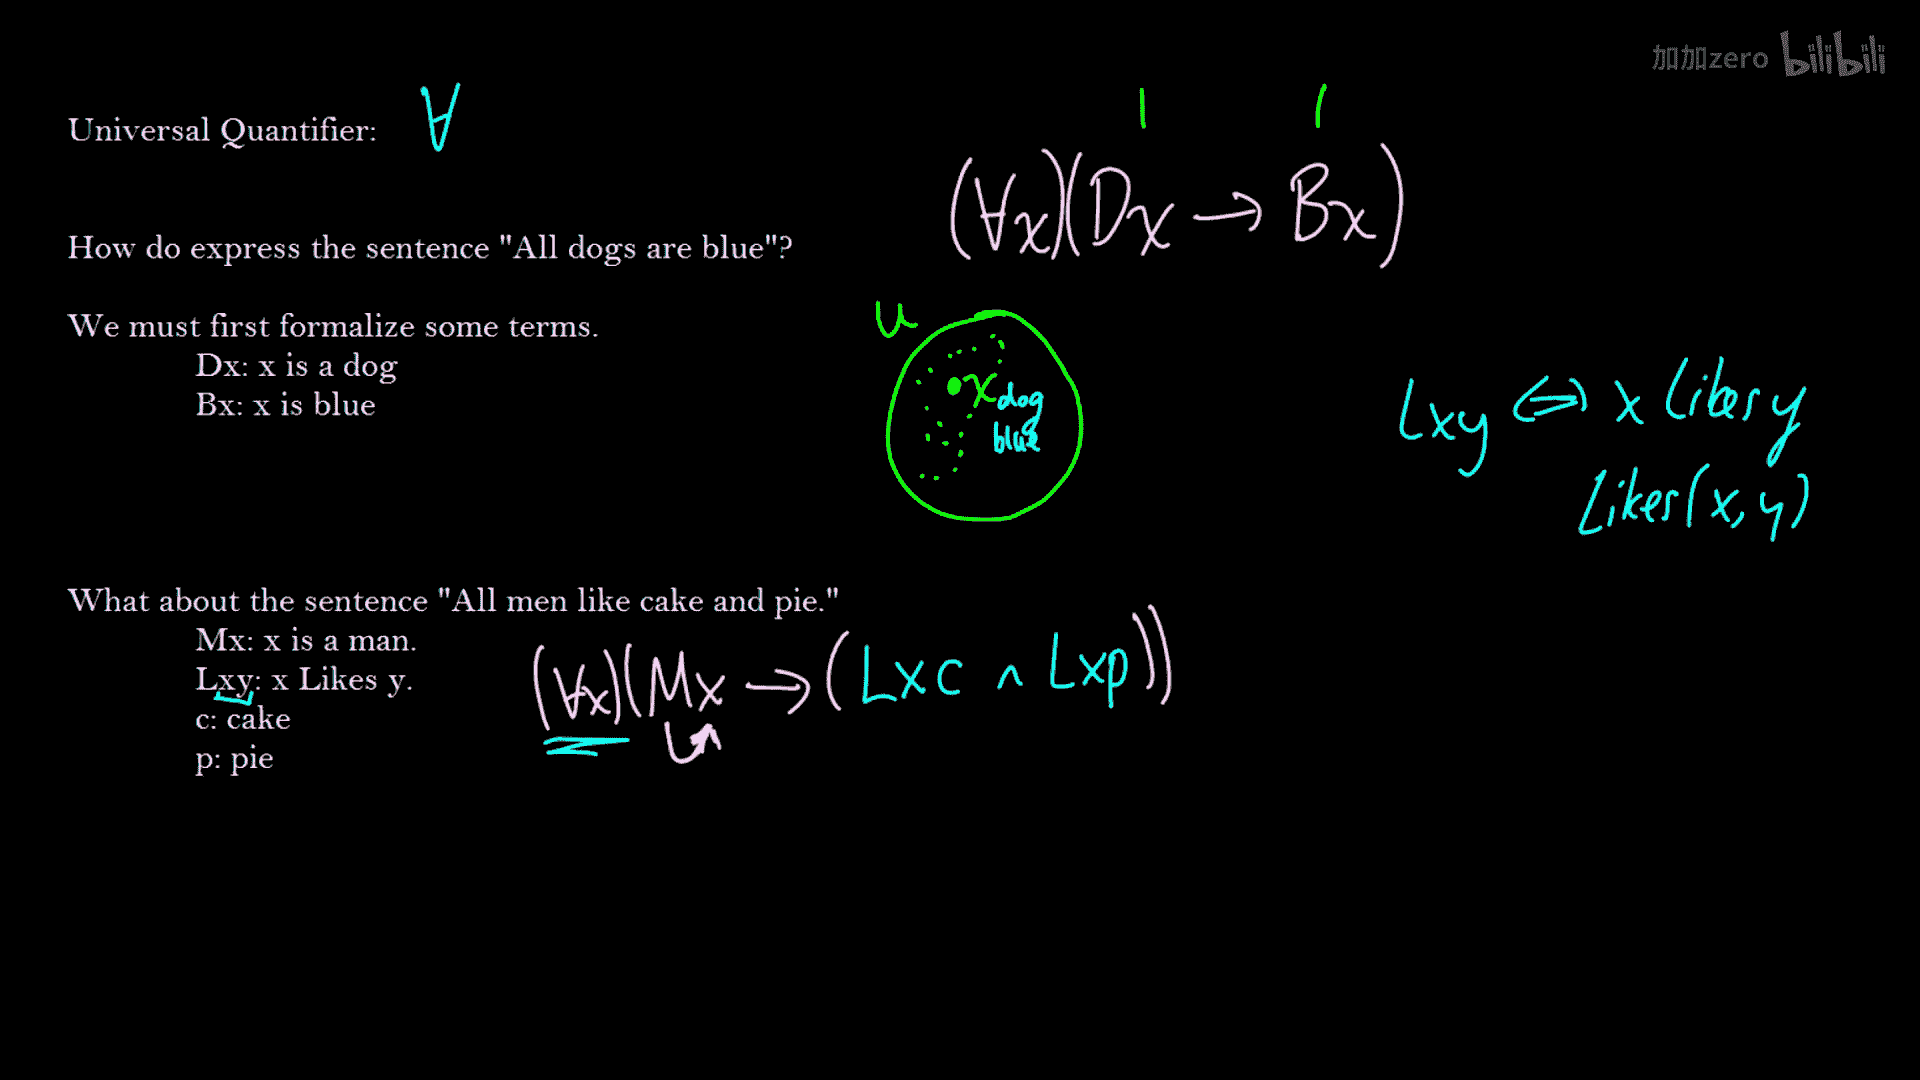 加加zero bilibili
Universal Quantifier: ∀
(∀x)(Dx → Bx)
How do express the sentence "All dogs are blue"?
We must first formalize some terms.
Dx: x is a dog
Bx: x is blue
U
x dog
blue
Lxy ⇔ x Likes y
Likes(x, y)
What about the sentence "All men like cake and pie."
Mx: x is a man.
Lxy: x Likes y.
c: cake
p: pie
(∀x)(Mx → (Lxc ∧ Lxp))